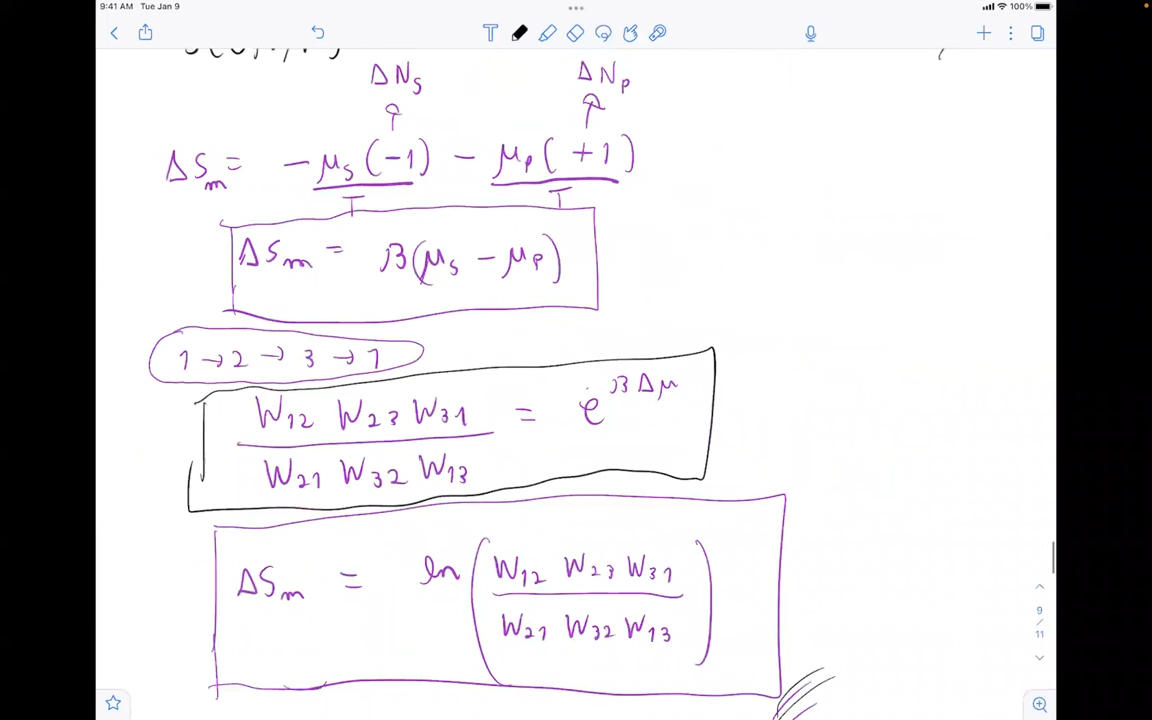 9:41 AM Tue Jan 9
100%
ΔN_S ΔN_P
ΔS_m = -μ_S(-1)/T - μ_P(+1)/T
ΔS_m = β(μ_S - μ_P)
1 → 2 → 3 → 1
W_12 W_23 W_31 / W_21 W_32 W_13 = e^{βΔμ}
ΔS_m = ln(W_12 W_23 W_31 / W_21 W_32 W_13)
9
/
11